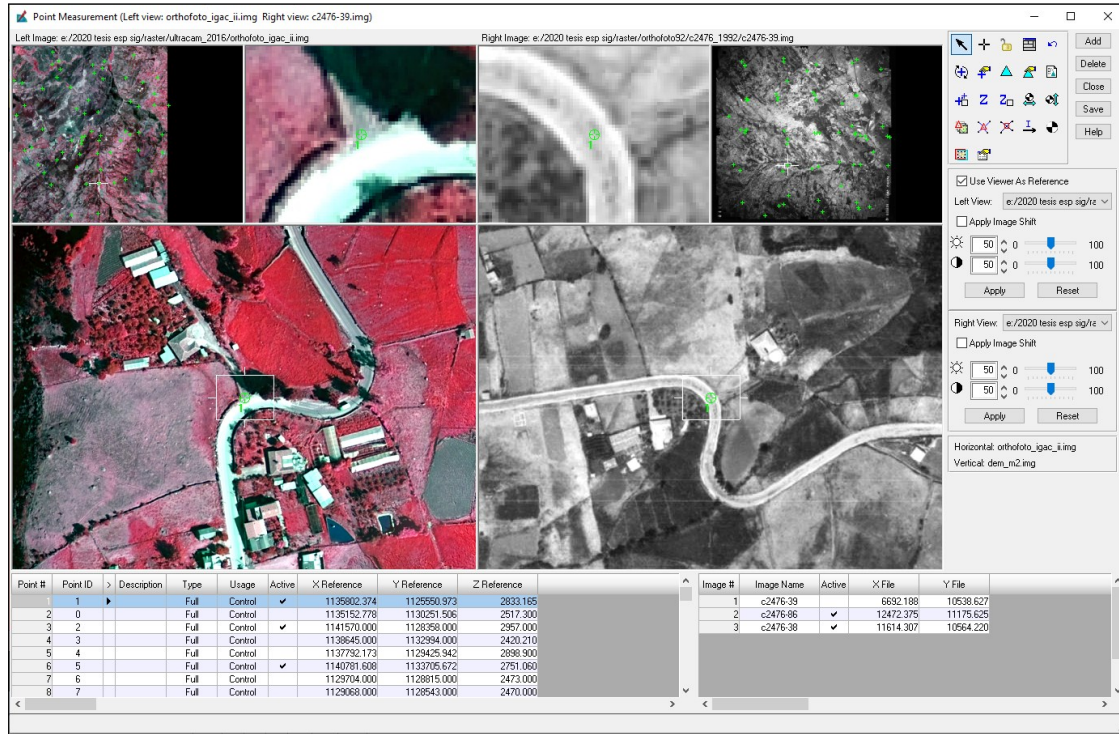 Point Measurement (Left view: orthofoto_igac_ii.img Right view: c2476-39.img)
Left Image: e:/2020 tesis esp sig/raster/ultracam_2016/orthofoto_igac_ii.img
Right Image: e:/2020 tesis esp sig/raster/orthofoto92/c2476_1992/c2476-39.img
Add
Delete
Close
Save
Help
Use Viewer As Reference
Left View: e:/2020 tesis esp sig/ra
Apply Image Shift
50 0 100
50 0 100
Apply Reset
Right View: e:/2020 tesis esp sig/ra
Apply Image Shift
50 0 100
50 0 100
Apply Reset
Horizontal: orthofoto_igac_ii.img
Vertical: dem_m2.img
1
1
1
1
Point # Point ID > Description Type Usage Active X Reference Y Reference Z Reference
1 1 Full Control 1135802.374 1125550.973 2833.165
2 0 Full Control 1135152.778 1130251.506 2517.300
3 2 Full Control 1141570.000 1128358.000 2957.000
4 3 Full Control 1138645.000 1132994.000 2420.210
5 4 Full Control 1137792.173 1129425.942 2898.900
6 5 Full Control 1140781.608 1133705.672 2751.060
7 6 Full Control 1129704.000 1128815.000 2473.000
8 7 Full Control 1129068.000 1128543.000 2470.000
Image # Image Name Active X File Y File
1 c2476-39 6692.188 10538.627
2 c2476-86 12472.375 11175.625
3 c2476-38 11614.307 10564.220